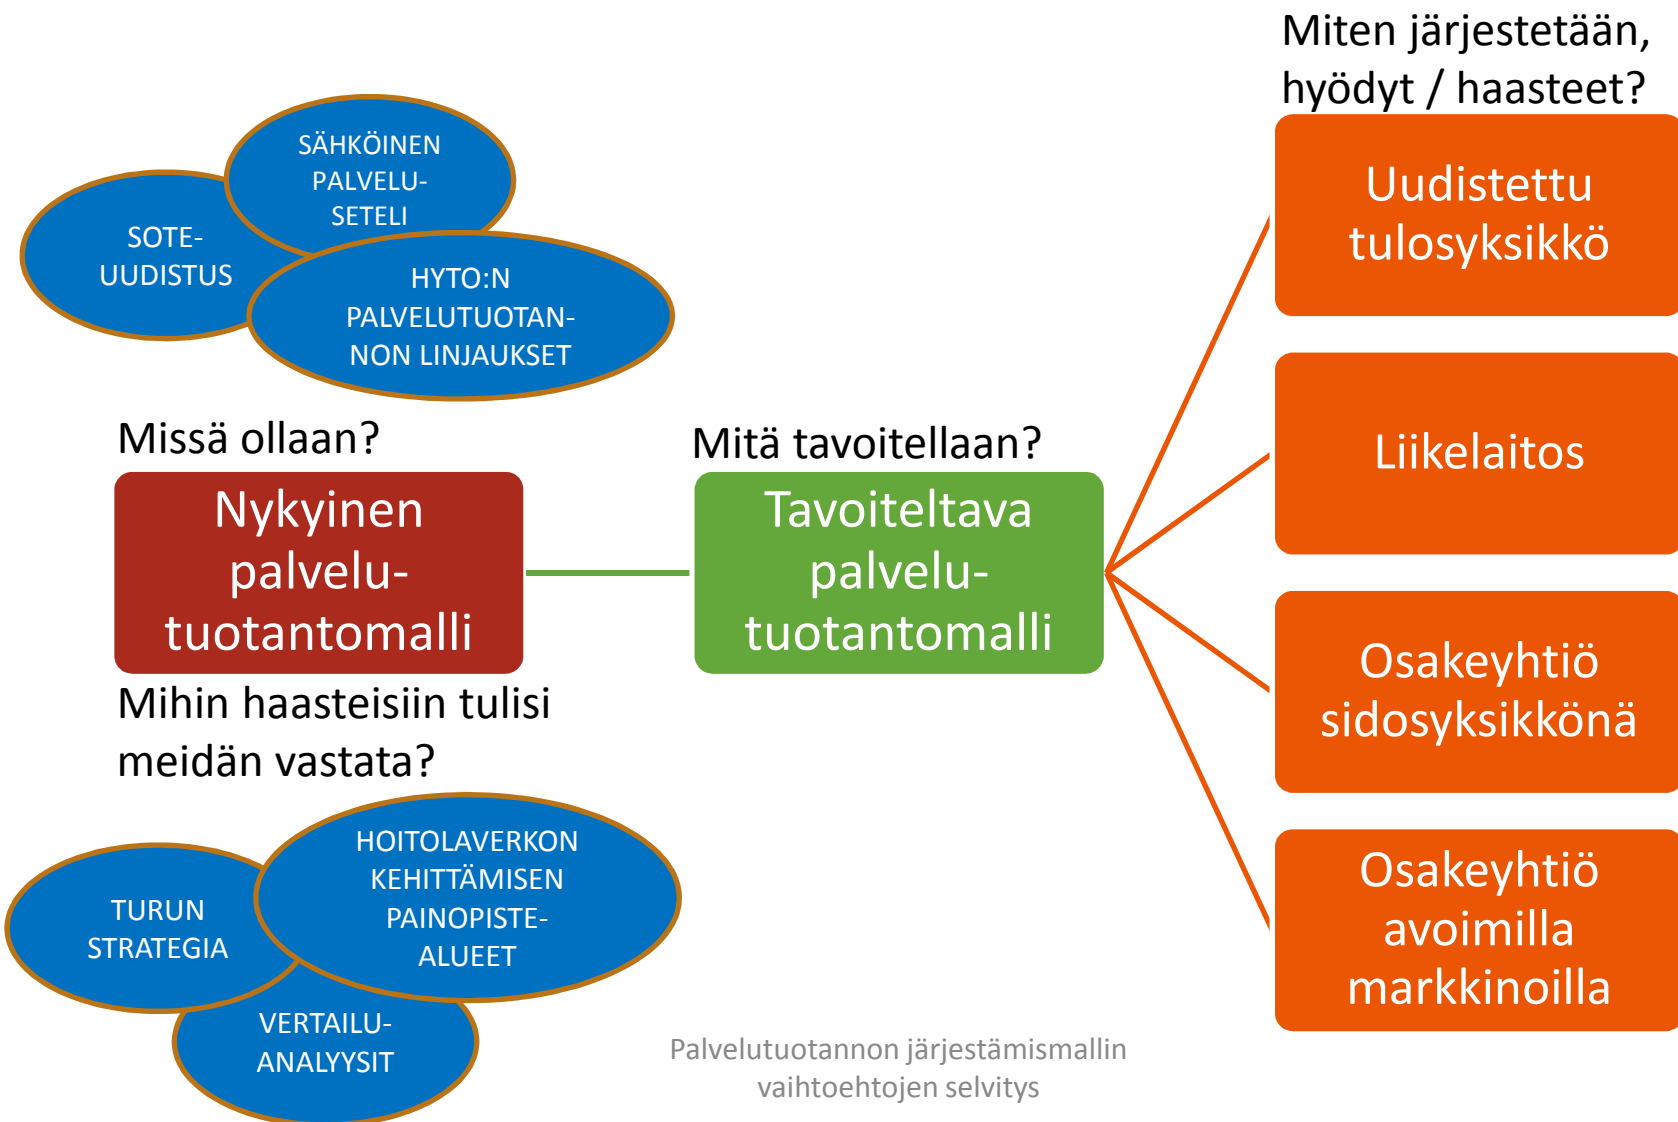 Miten järjestetään,
hyödyt / haasteet?
SÄHKÖINEN
PALVELU-
SETELI
SOTE-
UUDISTUS
HYTO:N
PALVELUTUOTAN-
NON LINJAUKSET
Missä ollaan?
Nykyinen
palvelu-
tuotantomalli
Mihin haasteisiin tulisi
meidän vastata?
Mitä tavoitellaan?
Tavoiteltava
palvelu-
tuotantomalli
Uudistettu
tulosyksikkö
Liikelaitos
Osakeyhtiö
sidosyksikkönä
Osakeyhtiö
avoimilla
markkinoilla
HOITOLAVERKON
KEHITTÄMISEN
PAINOPISTE-
ALUEET
TURUN
STRATEGIA
VERTAILU-
ANALYYSIT
Palvelutuotannon järjestämismallin
vaihtoehtojen selvitys